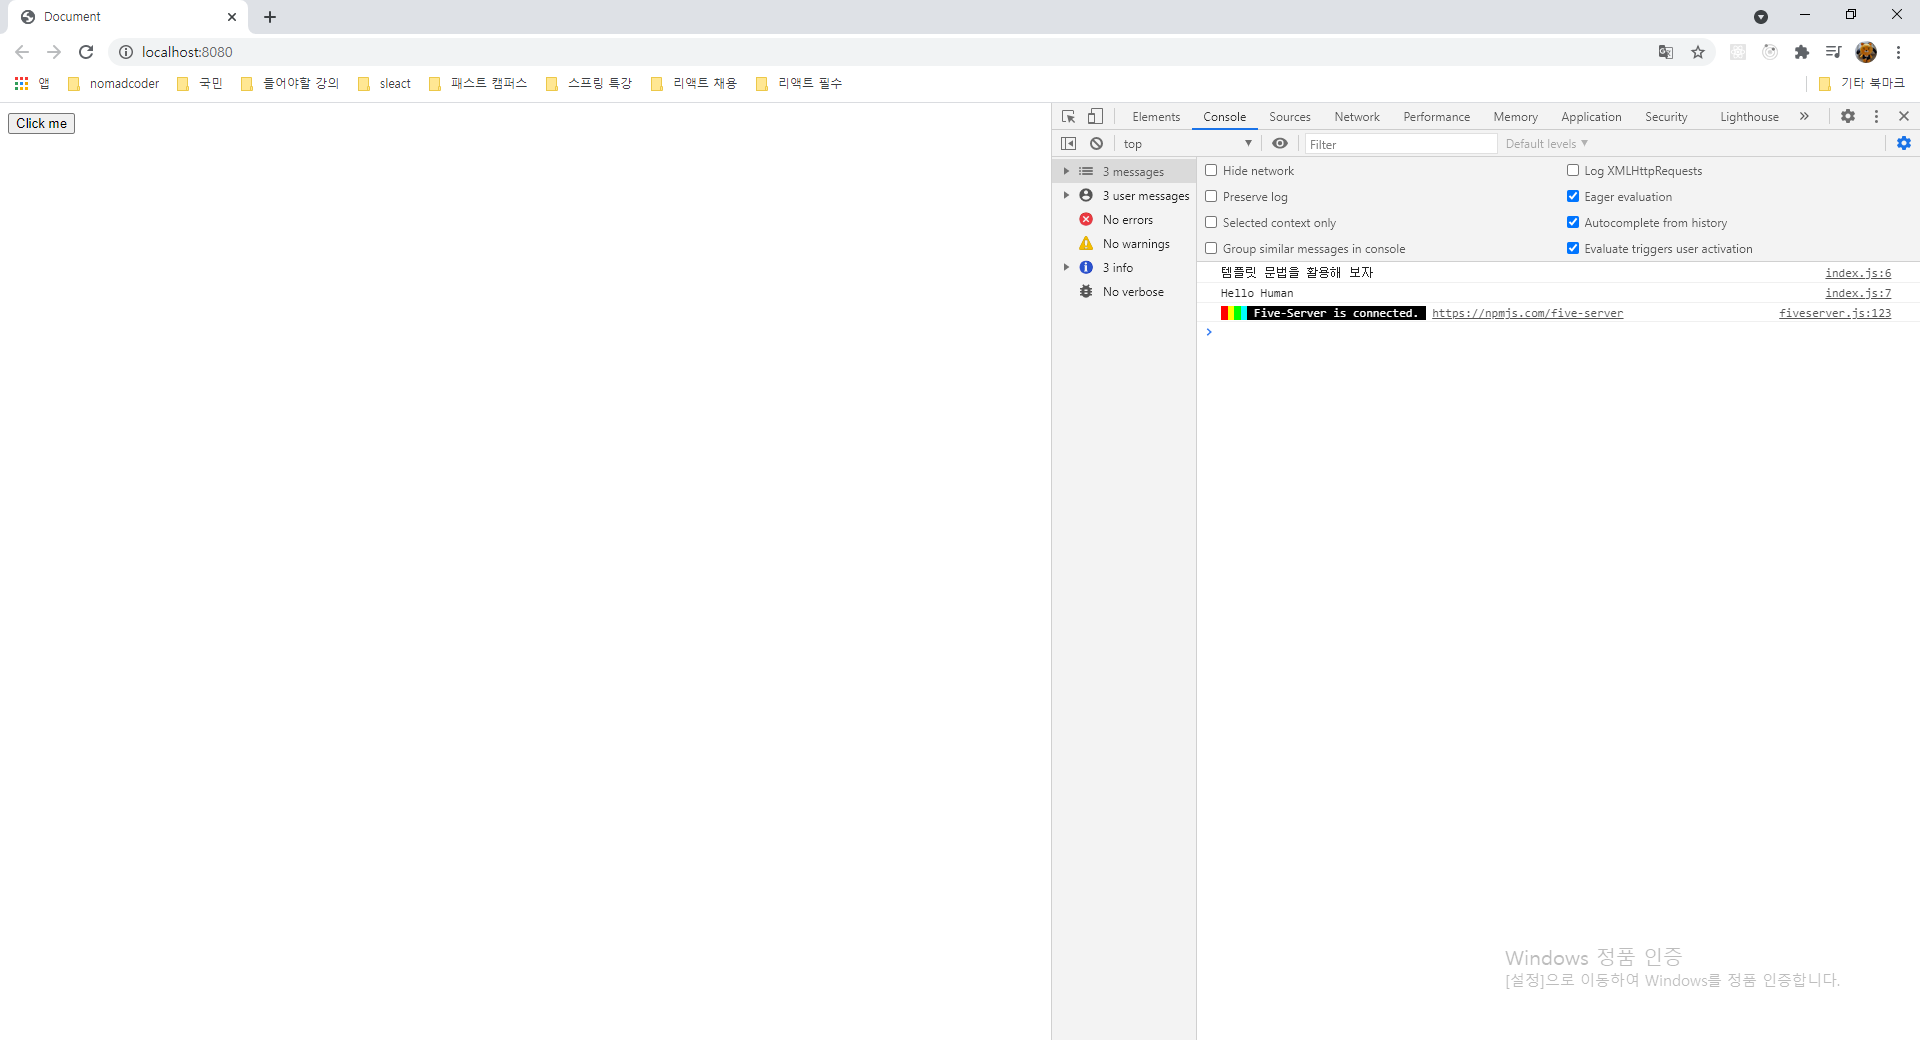 Document
localhost:8080
앱 nomadcoder 국민 들어야할 강의 sleact 패스트 캠퍼스 스프링 특강 리액트 채용 리액트 필수 기타 북마크
Click me
Elements Console Sources Network Performance Memory Application Security Lighthouse
top Filter Default levels
3 messages
3 user messages
No errors
No warnings
3 info
No verbose
Hide network Log XMLHttpRequests
Preserve log Eager evaluation
Selected context only Autocomplete from history
Group similar messages in console Evaluate triggers user activation
템플릿 문법을 활용해 보자 index.js:6
Hello Human index.js:7
Five-Server is connected. https://npmjs.com/five-server fiveserver.js:123
Windows 정품 인증
[설정]으로 이동하여 Windows를 정품 인증합니다.